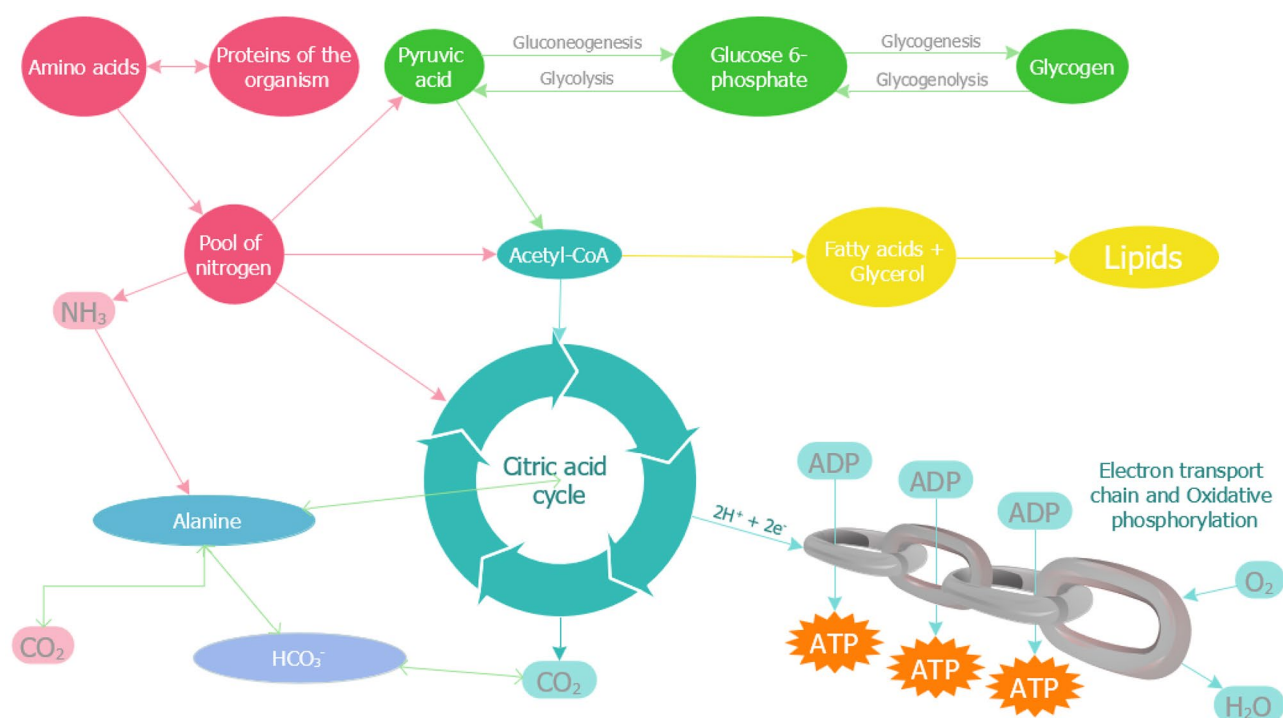 Amino acids
Proteins of the
organism
Pyruvic
acid
Gluconeogenesis
Glycolysis
Glucose 6-
phosphate
Glycogenesis
Glycogenolysis
Glycogen
Pool of
nitrogen
Acetyl-CoA
Fatty acids +
Glycerol
Lipids
NH₃
Citric acid
cycle
Alanine
CO₂
HCO₃⁻
CO₂
2H⁺ + 2e⁻
ADP
ADP
ADP
Electron transport
chain and Oxidative
phosphorylation
O₂
ATP
ATP
ATP
H₂O